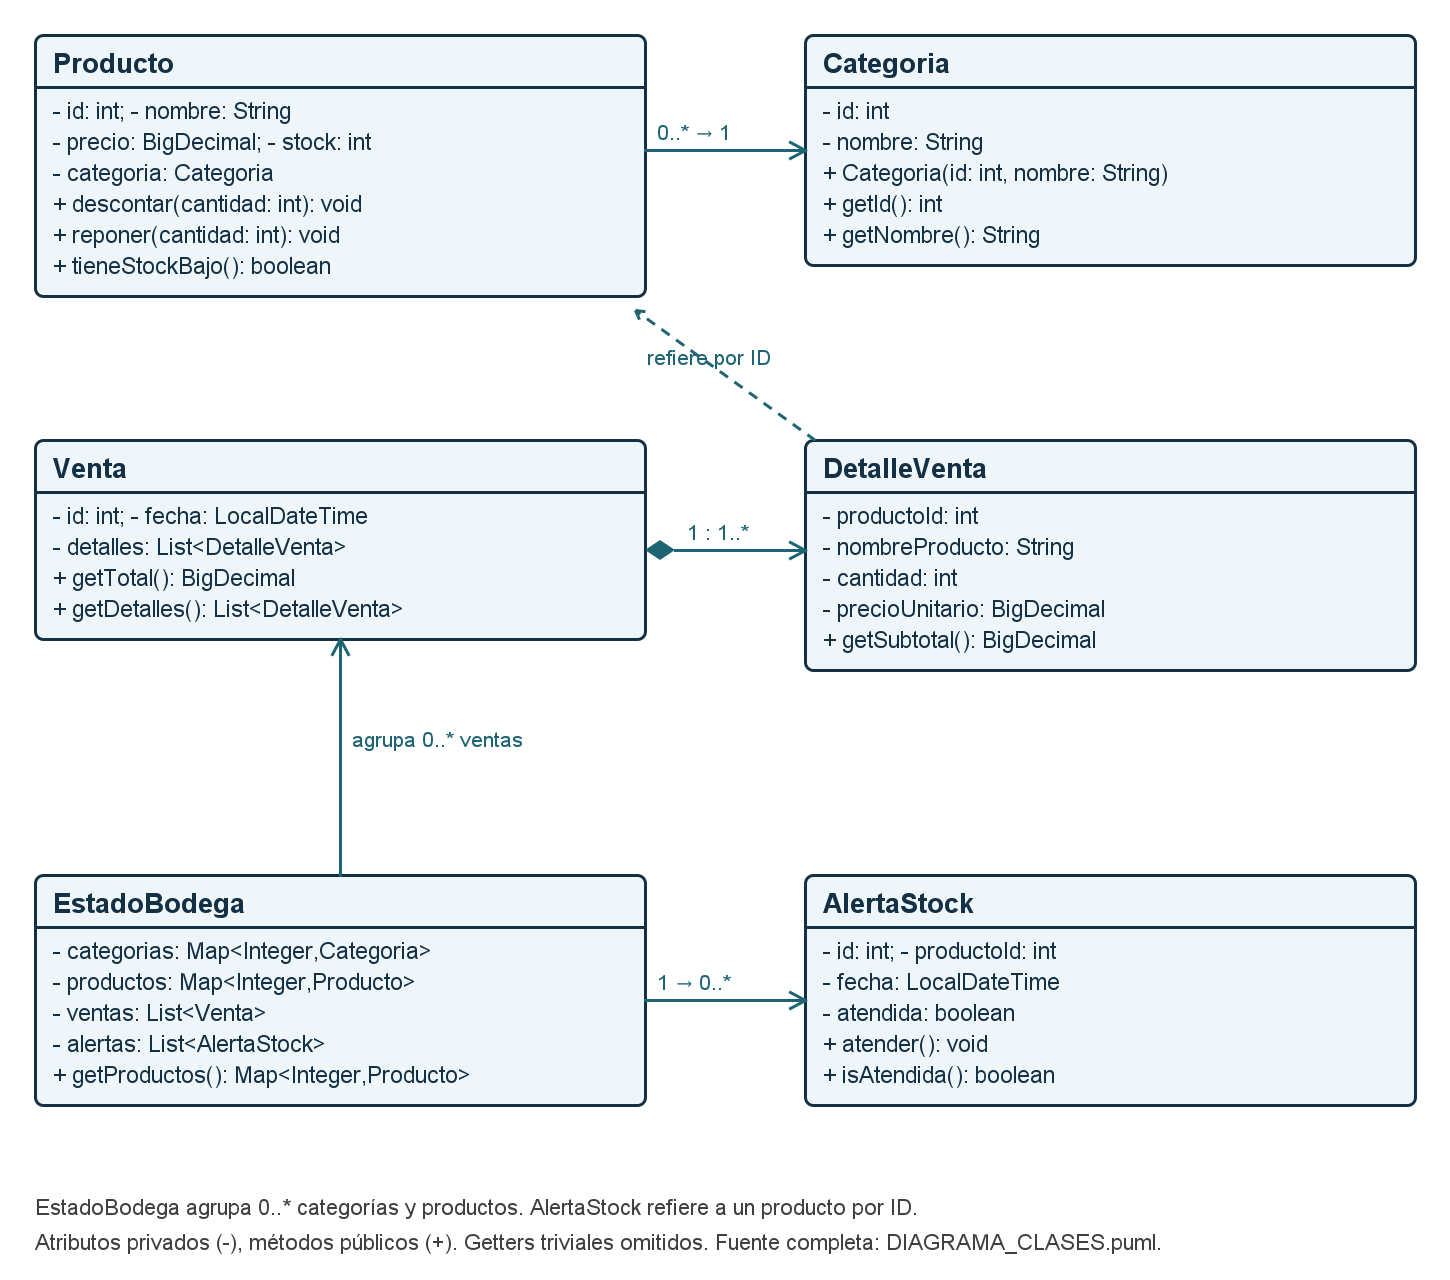 Producto
- id: int; - nombre: String
- precio: BigDecimal; - stock: int
- categoria: Categoria
+ descontar(cantidad: int): void
+ reponer(cantidad: int): void
+ tieneStockBajo(): boolean
0..* → 1
Categoria
- id: int
- nombre: String
+ Categoria(id: int, nombre: String)
+ getId(): int
+ getNombre(): String
refiere por ID
Venta
- id: int; - fecha: LocalDateTime
- detalles: List<DetalleVenta>
+ getTotal(): BigDecimal
+ getDetalles(): List<DetalleVenta>
1 : 1..*
DetalleVenta
- productoId: int
- nombreProducto: String
- cantidad: int
- precioUnitario: BigDecimal
+ getSubtotal(): BigDecimal
agrupa 0..* ventas
EstadoBodega
- categorias: Map<Integer,Categoria>
- productos: Map<Integer,Producto>
- ventas: List<Venta>
- alertas: List<AlertaStock>
+ getProductos(): Map<Integer,Producto>
1 → 0..*
AlertaStock
- id: int; - productoId: int
- fecha: LocalDateTime
- atendida: boolean
+ atender(): void
+ isAtendida(): boolean
EstadoBodega agrupa 0..* categorías y productos. AlertaStock refiere a un producto por ID.
Atributos privados (-), métodos públicos (+). Getters triviales omitidos. Fuente completa: DIAGRAMA_CLASES.puml.